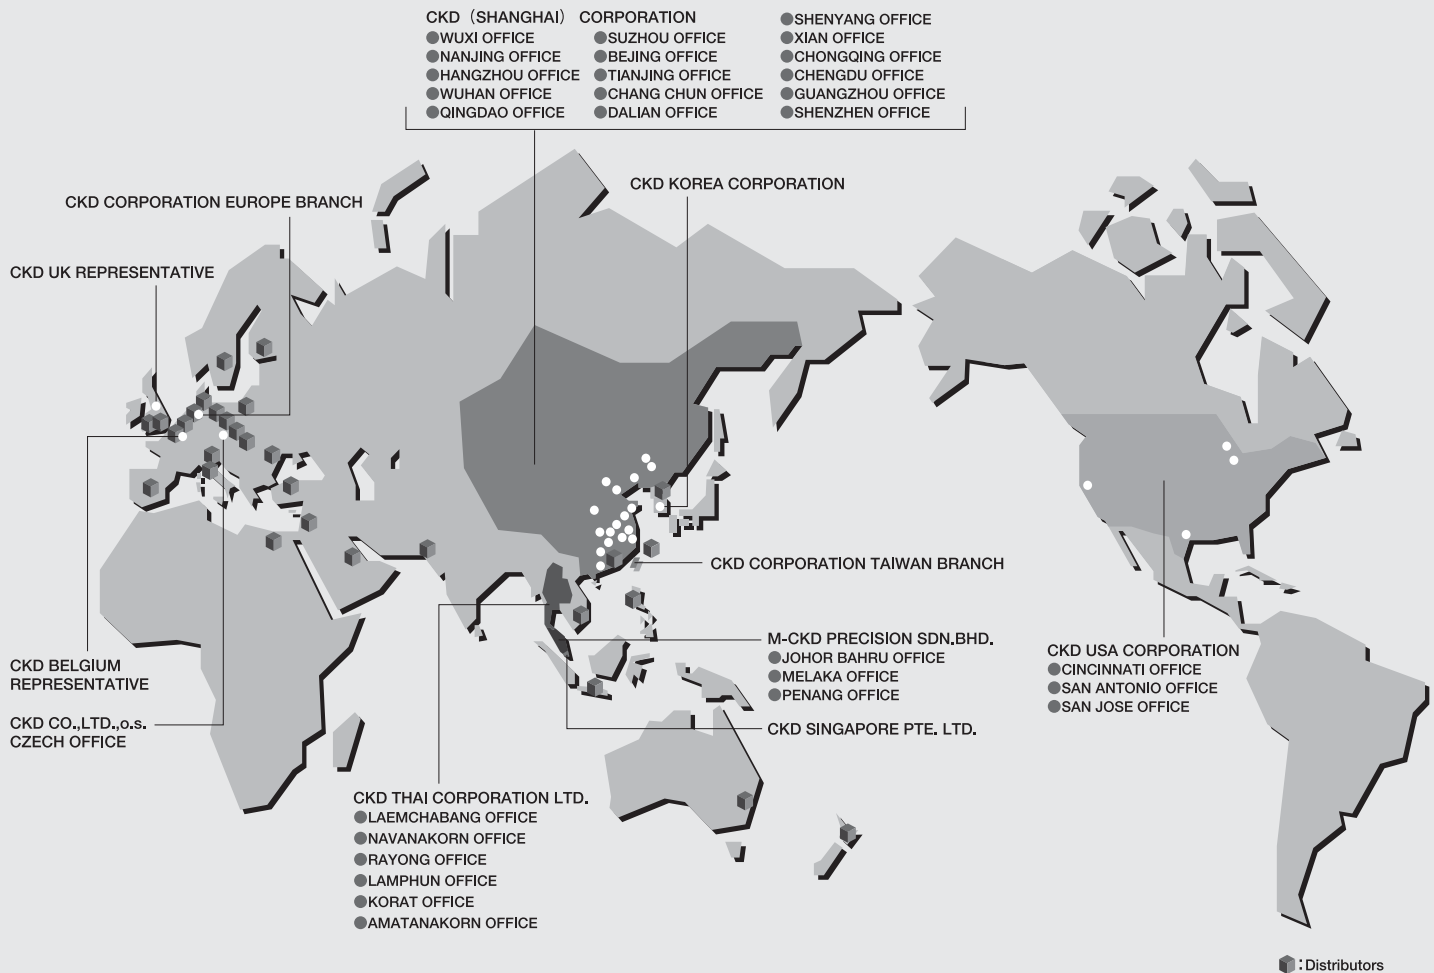 CKD（SHANGHAI） CORPORATION
●WUXI OFFICE
●NANJING OFFICE
●HANGZHOU OFFICE
●WUHAN OFFICE
●QINGDAO OFFICE
●SUZHOU OFFICE
●BEJING OFFICE
●TIANJING OFFICE
●CHANG CHUN OFFICE
●DALIAN OFFICE
●SHENYANG OFFICE
●XIAN OFFICE
●CHONGQING OFFICE
●CHENGDU OFFICE
●GUANGZHOU OFFICE
●SHENZHEN OFFICE
CKD KOREA CORPORATION
CKD CORPORATION EUROPE BRANCH
CKD UK REPRESENTATIVE
CKD CORPORATION TAIWAN BRANCH
M-CKD PRECISION SDN.BHD.
●JOHOR BAHRU OFFICE
●MELAKA OFFICE
●PENANG OFFICE
CKD USA CORPORATION
●CINCINNATI OFFICE
●SAN ANTONIO OFFICE
●SAN JOSE OFFICE
CKD BELGIUM
REPRESENTATIVE
CKD CO.,LTD.,o.s.
CZECH OFFICE
CKD SINGAPORE PTE. LTD.
CKD THAI CORPORATION LTD.
●LAEMCHABANG OFFICE
●NAVANAKORN OFFICE
●RAYONG OFFICE
●LAMPHUN OFFICE
●KORAT OFFICE
●AMATANAKORN OFFICE
: Distributors